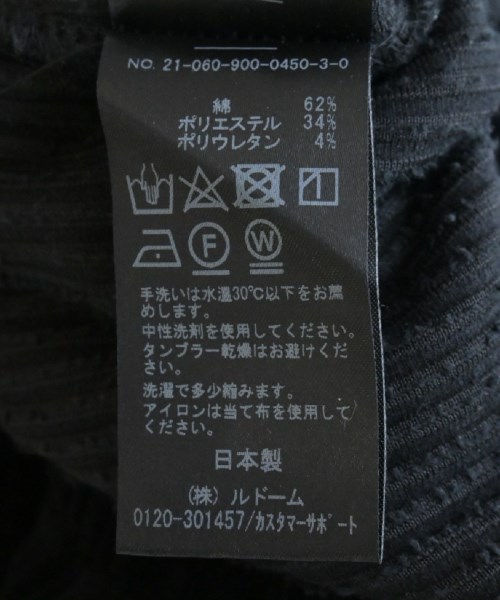 NO. 21-060-900-0450-3-0
綿 62%
ポリエステル 34%
ポリウレタン 4%
F W
手洗いは水温30℃以下をお薦
めします。
中性洗剤を使用してください。
タンブラー乾燥はお避けくだ
さい。
洗濯で多少縮みます。
アイロンは当て布を使用して
ください。
日本製
(株) ルドーム
0120-301457/カスタマーサポート